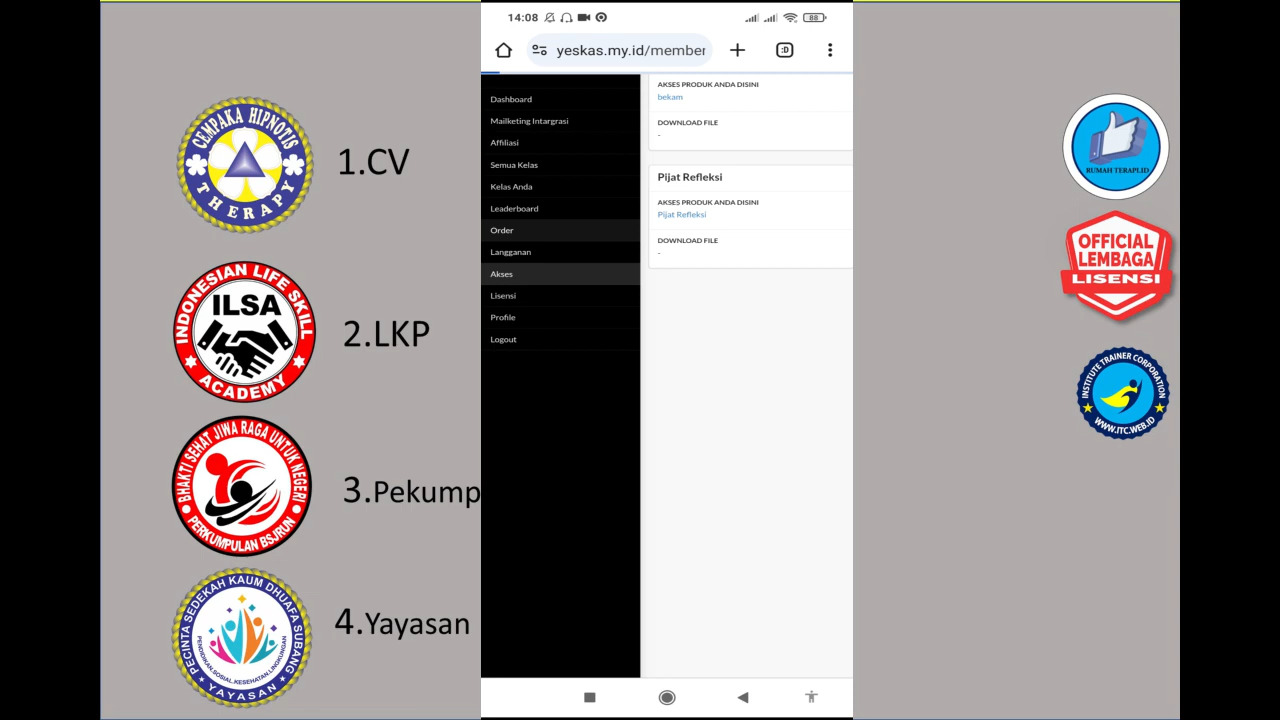 CEMPAKA HIPNOTIS
THERAPY
1.CV
INDONESIAN LIFE SKILL
ILSA
ACADEMY
2.LKP
BHAKTI SEHAT JIWA RAGA UNTUK NEGERI
PERKUMPULAN BSJRUN
3.Pekump
PECINTA SEDEKAH KAUM DHUAFA SUBANG
PENDIDIKAN.SOSIAL.KESEHATAN.LINGKUNGAN
YAYASAN
4.Yayasan
14:08
88
yeskas.my.id/member
:D
Dashboard
Mailketing Intargrasi
Affiliasi
Semua Kelas
Kelas Anda
Leaderboard
Order
Langganan
Akses
Lisensi
Profile
Logout
AKSES PRODUK ANDA DISINI
bekam
DOWNLOAD FILE
-
Pijat Refleksi
AKSES PRODUK ANDA DISINI
Pijat Refleksi
DOWNLOAD FILE
-
RUMAH TERAPI.ID
OFFICIAL
LEMBAGA
LISENSI
INSTITUTE TRAINER CORPORATION
WWW.ITC.WEB.ID